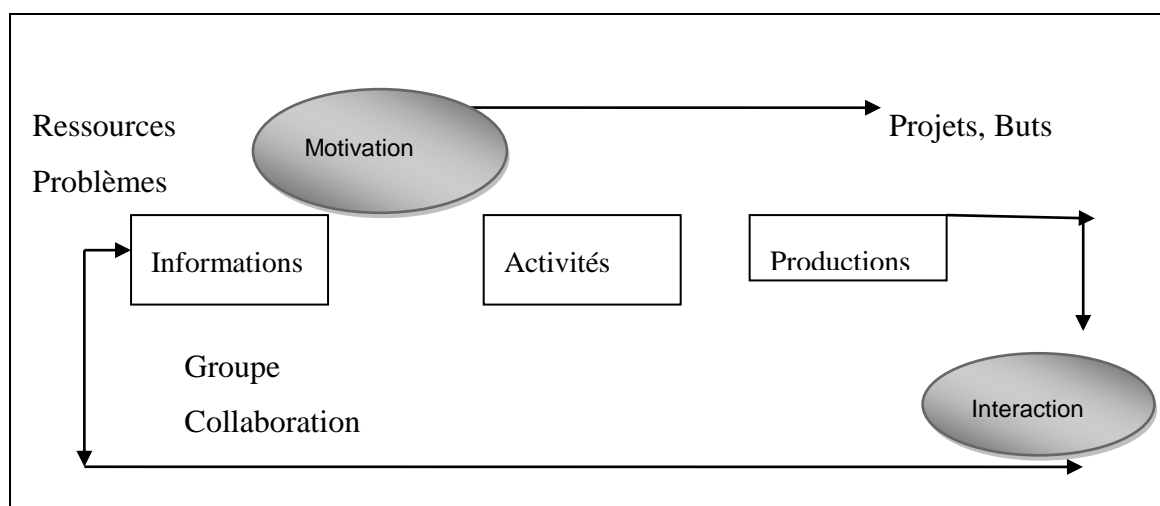 Ressources
Motivation
Projets, Buts
Problèmes
Informations
Activités
Productions
Groupe
Collaboration
Interaction